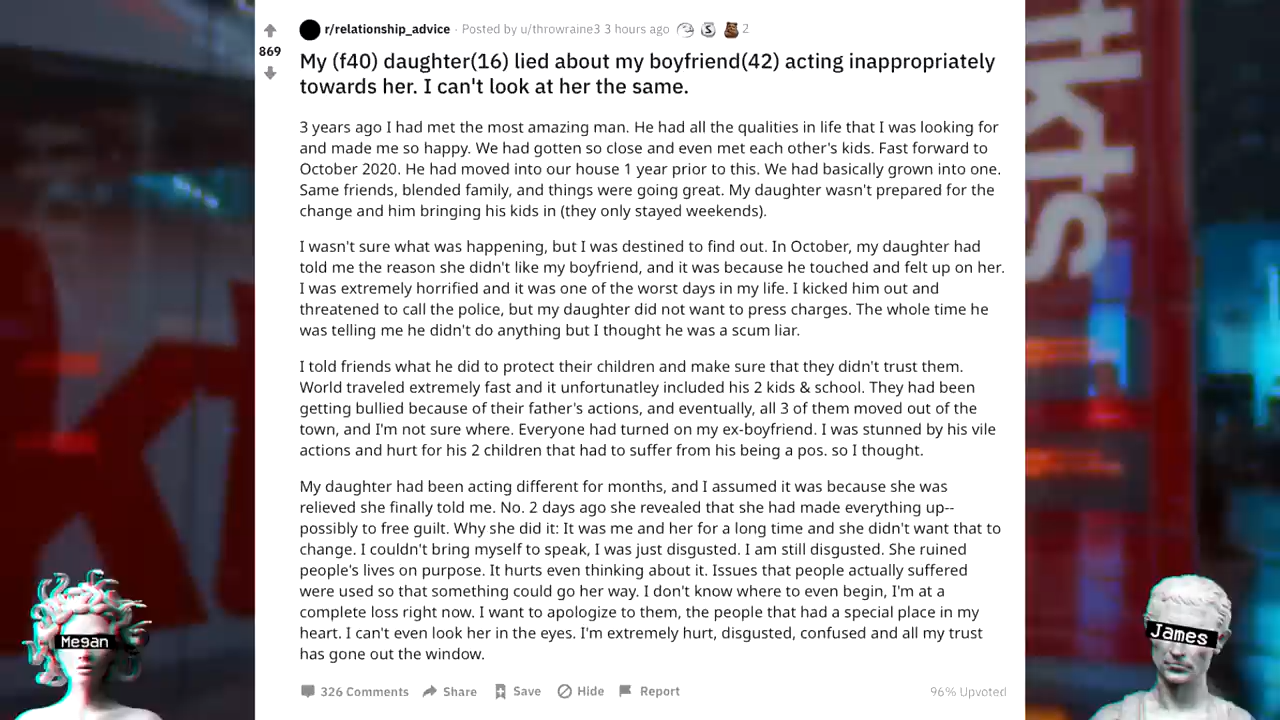 r/relationship_advice · Posted by u/throwraine3 3 hours ago 2
869
My (f40) daughter(16) lied about my boyfriend(42) acting inappropriately
towards her. I can't look at her the same.
3 years ago I had met the most amazing man. He had all the qualities in life that I was looking for
and made me so happy. We had gotten so close and even met each other's kids. Fast forward to
October 2020. He had moved into our house 1 year prior to this. We had basically grown into one.
Same friends, blended family, and things were going great. My daughter wasn't prepared for the
change and him bringing his kids in (they only stayed weekends).
I wasn't sure what was happening, but I was destined to find out. In October, my daughter had
told me the reason she didn't like my boyfriend, and it was because he touched and felt up on her.
I was extremely horrified and it was one of the worst days in my life. I kicked him out and
threatened to call the police, but my daughter did not want to press charges. The whole time he
was telling me he didn't do anything but I thought he was a scum liar.
I told friends what he did to protect their children and make sure that they didn't trust them.
World traveled extremely fast and it unfortunatley included his 2 kids & school. They had been
getting bullied because of their father's actions, and eventually, all 3 of them moved out of the
town, and I'm not sure where. Everyone had turned on my ex-boyfriend. I was stunned by his vile
actions and hurt for his 2 children that had to suffer from his being a pos. so I thought.
My daughter had been acting different for months, and I assumed it was because she was
relieved she finally told me. No. 2 days ago she revealed that she had made everything up--
possibly to free guilt. Why she did it: It was me and her for a long time and she didn't want that to
change. I couldn't bring myself to speak, I was just disgusted. I am still disgusted. She ruined
people's lives on purpose. It hurts even thinking about it. Issues that people actually suffered
were used so that something could go her way. I don't know where to even begin, I'm at a
complete loss right now. I want to apologize to them, the people that had a special place in my
heart. I can't even look her in the eyes. I'm extremely hurt, disgusted, confused and all my trust
has gone out the window.
326 Comments Share Save Hide Report 96% Upvoted
Megan
James